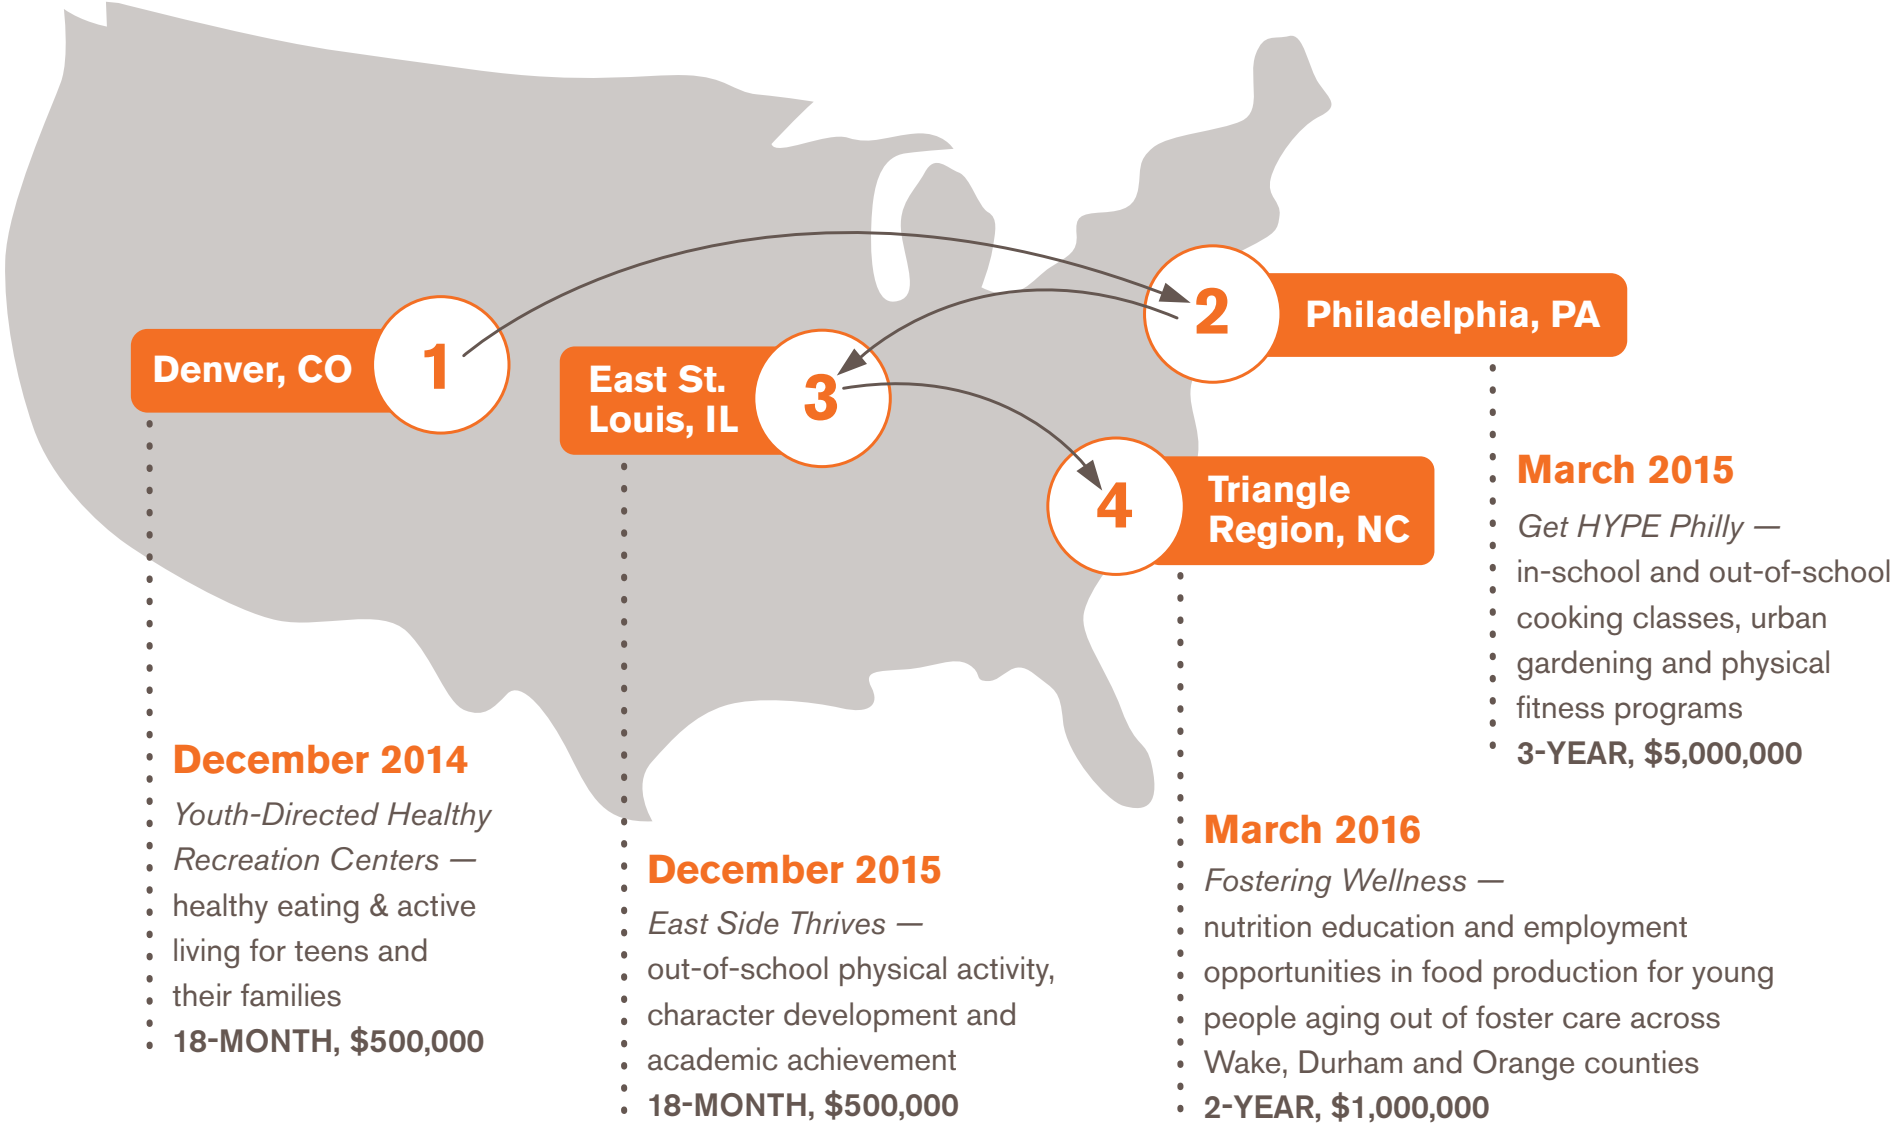 Denver, CO
1
2
Philadelphia, PA
East St.
Louis, IL
3
4
Triangle
Region, NC
December 2014
Youth-Directed Healthy
Recreation Centers —
healthy eating & active
living for teens and
their families
18-MONTH, $500,000
March 2015
Get HYPE Philly —
in-school and out-of-school
cooking classes, urban
gardening and physical
fitness programs
3-YEAR, $5,000,000
December 2015
East Side Thrives —
out-of-school physical activity,
character development and
academic achievement
18-MONTH, $500,000
March 2016
Fostering Wellness —
nutrition education and employment
opportunities in food production for young
people aging out of foster care across
Wake, Durham and Orange counties
2-YEAR, $1,000,000